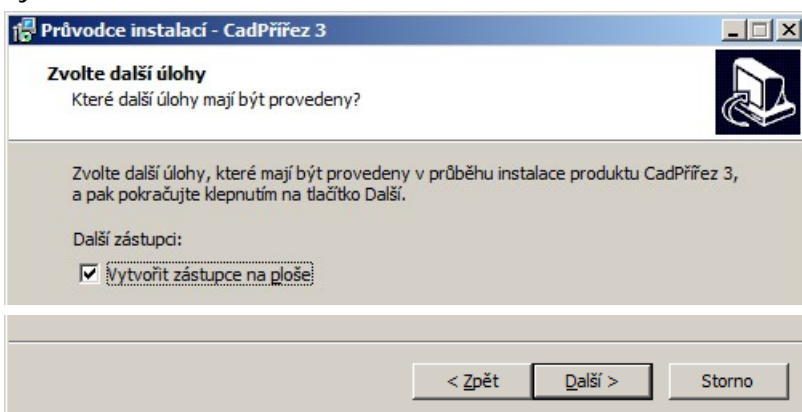 Průvodce instalací - CadPřířez 3
Zvolte další úlohy
Které další úlohy mají být provedeny?
Zvolte další úlohy, které mají být provedeny v průběhu instalace produktu CadPřířez 3,
a pak pokračujte klepnutím na tlačítko Další.
Další zástupci:
Vytvořit zástupce na ploše
< Zpět
Další >
Storno